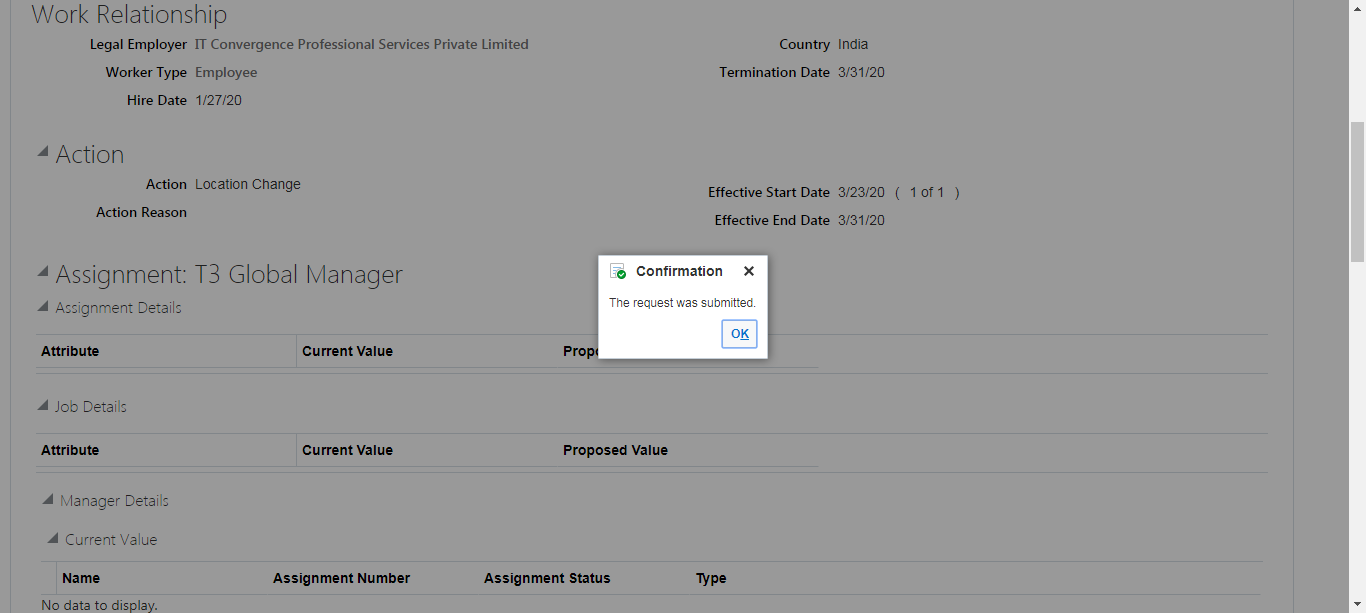 Work Relationship
Legal Employer IT Convergence Professional Services Private Limited
Country India
Worker Type Employee
Termination Date 3/31/20
Hire Date 1/27/20
Action
Action Location Change
Effective Start Date 3/23/20 ( 1 of 1 )
Action Reason
Effective End Date 3/31/20
Assignment: T3 Global Manager
Confirmation
The request was submitted.
OK
Assignment Details
Attribute Current Value
Job Details
Attribute Current Value Proposed Value
Manager Details
Current Value
Name Assignment Number Assignment Status Type
No data to display.